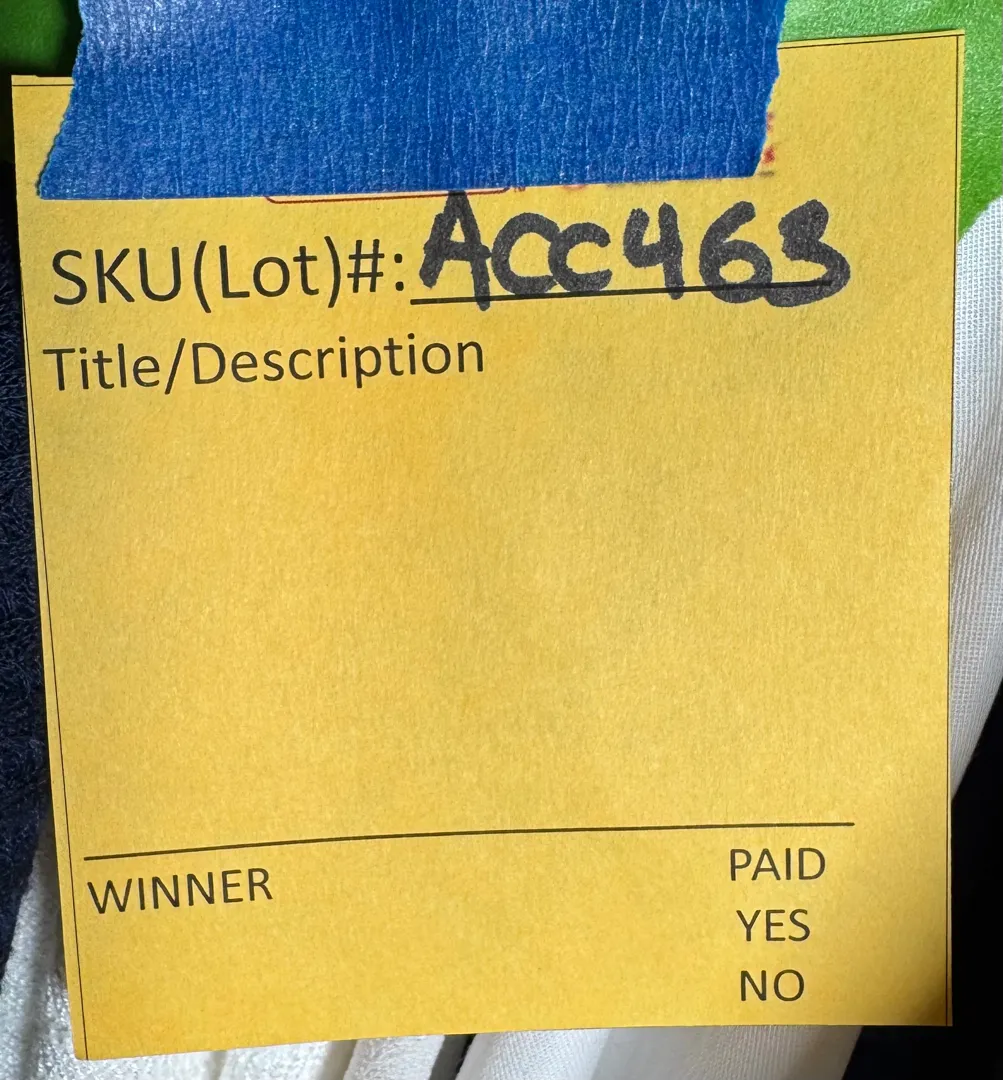 SKU(Lot)#: ACC463
Title/Description
WINNER
PAID
YES
NO